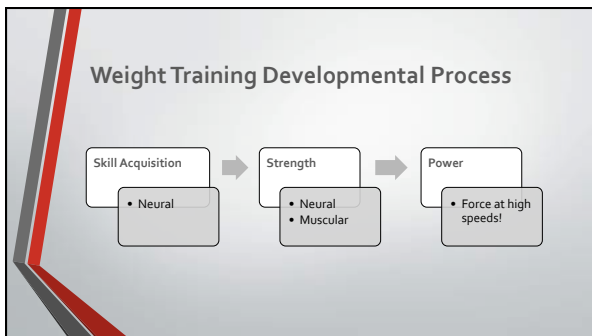 Weight Training Developmental Process
Skill Acquisition
• Neural
Strength
• Neural
• Muscular
Power
• Force at high
speeds!